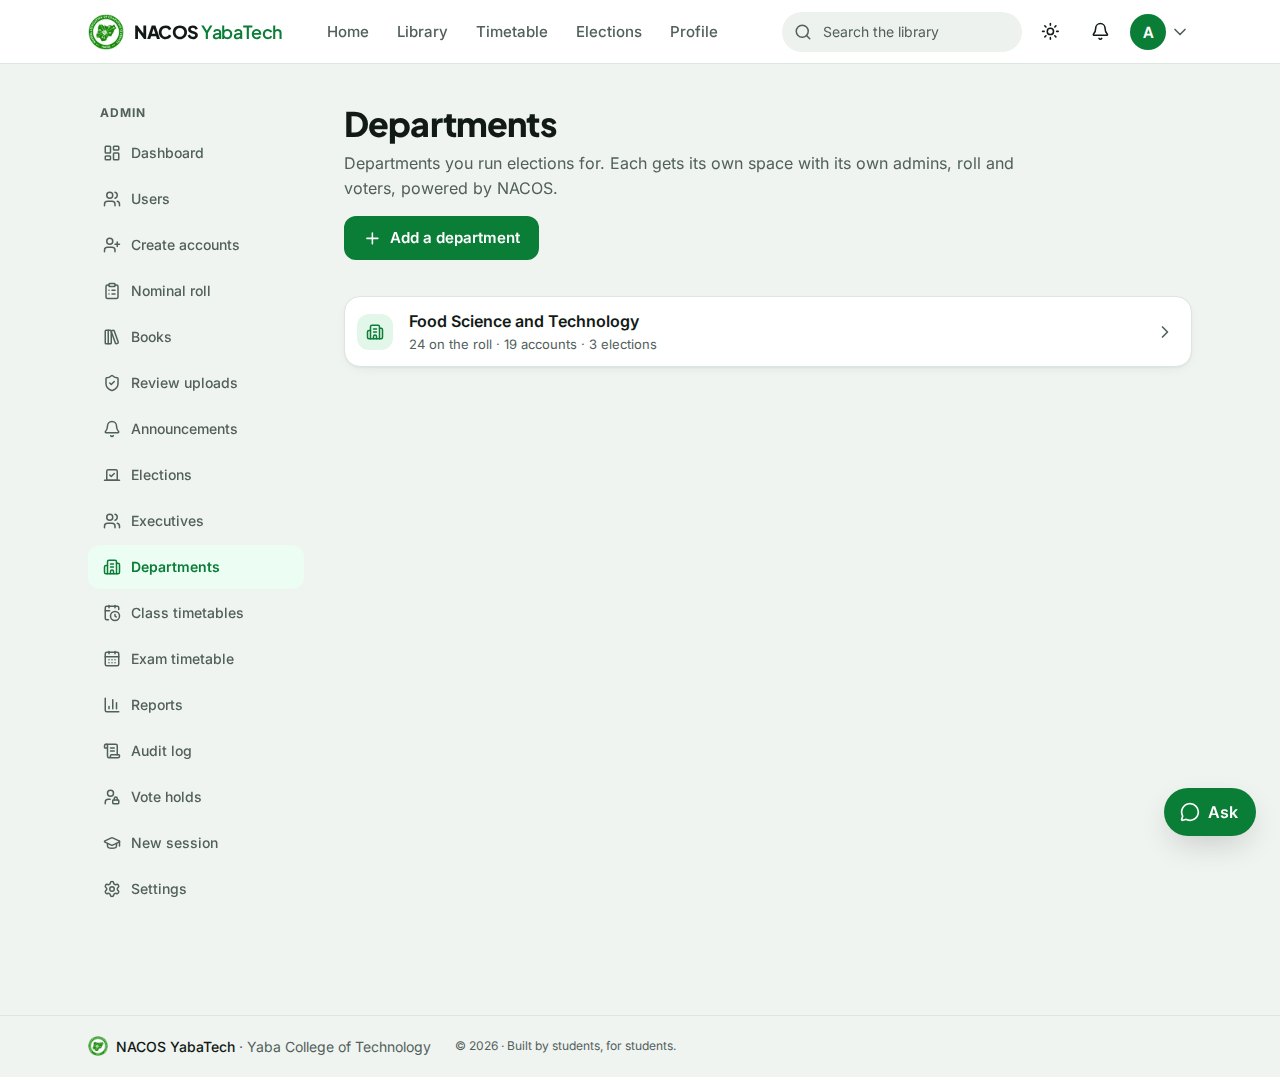 NACOS YabaTech
Home
Library
Timetable
Elections
Profile
Search the library
A
ADMIN
Dashboard
Users
Create accounts
Nominal roll
Books
Review uploads
Announcements
Elections
Executives
Departments
Class timetables
Exam timetable
Reports
Audit log
Vote holds
New session
Settings
Departments
Departments you run elections for. Each gets its own space with its own admins, roll and
voters, powered by NACOS.
Add a department
Food Science and Technology
24 on the roll · 19 accounts · 3 elections
Ask
NACOS YabaTech · Yaba College of Technology
© 2026 · Built by students, for students.